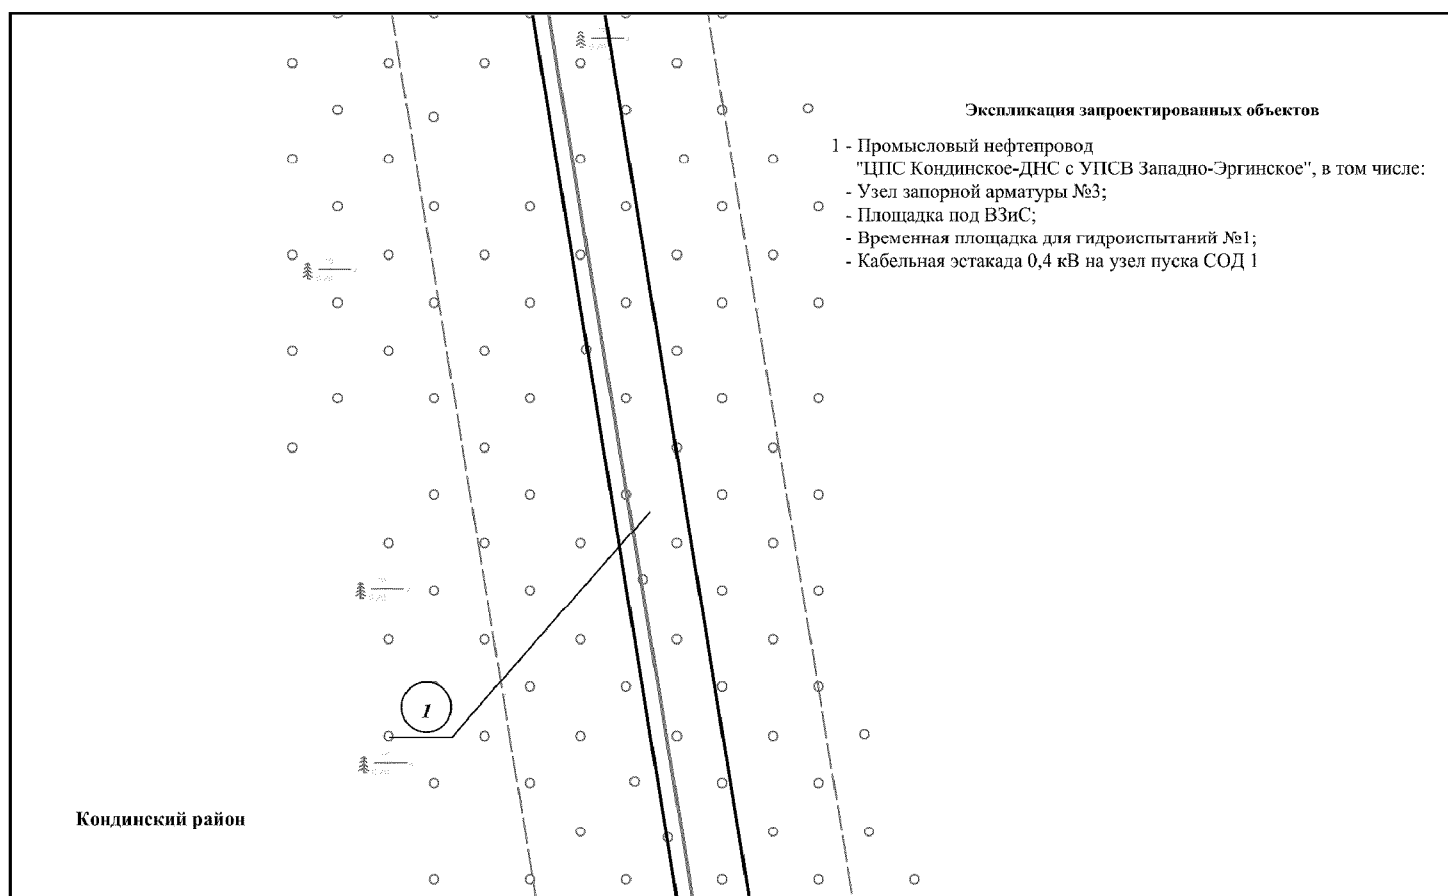 Экспликация запроектированных объектов
1 - Промысловый нефтепровод
"ЦПС Кондинское-ДНС с УПСВ Западно-Эргинское", в том числе:
- Узел запорной арматуры №3;
- Площадка под ВЗиС;
- Временная площадка для гидроиспытаний №1;
- Кабельная эстакада 0,4 кВ на узел пуска СОД 1
1
Кондинский район